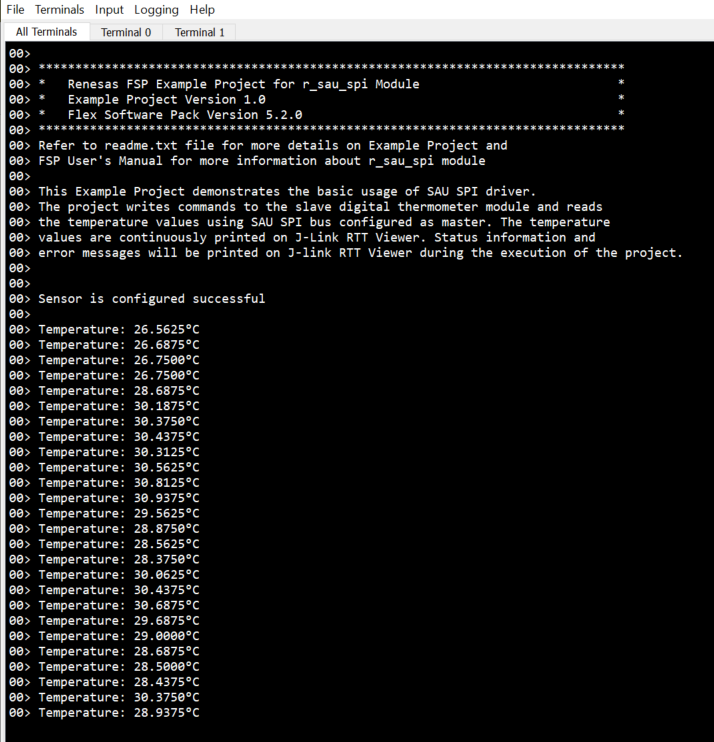 File Terminals Input Logging Help
All Terminals Terminal 0 Terminal 1
00>
00> ********************************************************************************
00> *   Renesas FSP Example Project for r_sau_spi Module                           *
00> *   Example Project Version 1.0                                                *
00> *   Flex Software Pack Version 5.2.0                                           *
00> ********************************************************************************
00> Refer to readme.txt file for more details on Example Project and
00> FSP User's Manual for more information about r_sau_spi module
00>
00> This Example Project demonstrates the basic usage of SAU SPI driver.
00> The project writes commands to the slave digital thermometer module and reads
00> the temperature values using SAU SPI bus configured as master. The temperature
00> values are continuously printed on J-Link RTT Viewer. Status information and
00> error messages will be printed on J-link RTT Viewer during the execution of the project.
00>
00>
00> Sensor is configured successful
00>
00> Temperature: 26.5625°C
00> Temperature: 26.6875°C
00> Temperature: 26.7500°C
00> Temperature: 26.7500°C
00> Temperature: 28.6875°C
00> Temperature: 30.1875°C
00> Temperature: 30.3750°C
00> Temperature: 30.4375°C
00> Temperature: 30.3125°C
00> Temperature: 30.5625°C
00> Temperature: 30.8125°C
00> Temperature: 30.9375°C
00> Temperature: 29.5625°C
00> Temperature: 28.8750°C
00> Temperature: 28.5625°C
00> Temperature: 28.3750°C
00> Temperature: 30.0625°C
00> Temperature: 30.4375°C
00> Temperature: 30.6875°C
00> Temperature: 29.6875°C
00> Temperature: 29.0000°C
00> Temperature: 28.6875°C
00> Temperature: 28.5000°C
00> Temperature: 28.4375°C
00> Temperature: 30.3750°C
00> Temperature: 28.9375°C